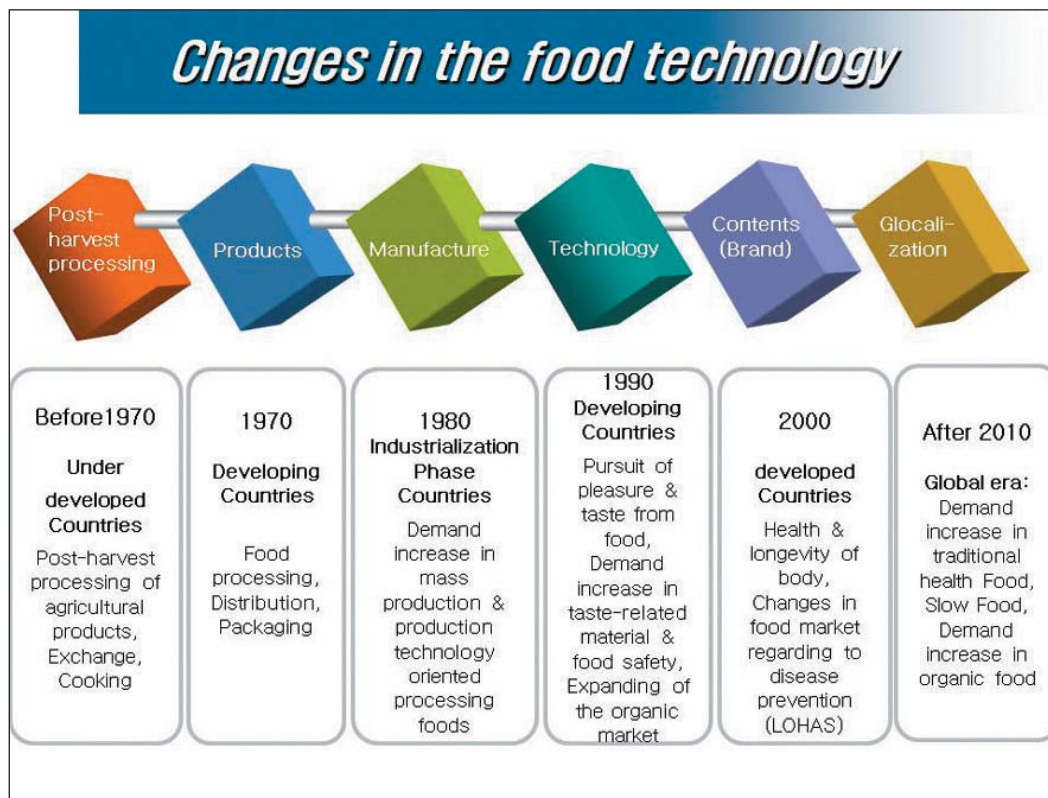 Changes in the food technology
Post-
harvest
processing
Products
Manufacture
Technology
Contents
(Brand)
Glocali-
zation
Before1970
Under
developed
Countries
Post-harvest
processing of
agricultural
products,
Exchange,
Cooking
1970
Developing
Countries
Food
processing,
Distribution,
Packaging
1980
Industrialization
Phase
Countries
Demand
increase in
mass
production &
production
technology
oriented
processing
foods
1990
Developing
Countries
Pursuit of
pleasure &
taste from
food,
Demand
increase in
taste-related
material &
food safety,
Expanding of
the organic
market
2000
developed
Countries
Health &
longevity of
body,
Changes in
food market
regarding to
disease
prevention
(LOHAS)
After 2010
Global era:
Demand
increase in
traditional
health Food,
Slow Food,
Demand
increase in
organic food